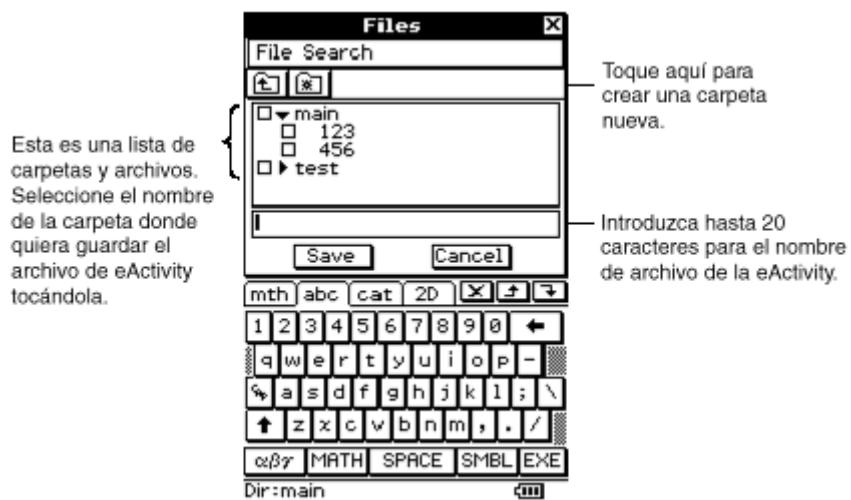 Files
File Search
main
123
456
test
Save
Cancel
mth abc cat 2D
1 2 3 4 5 6 7 8 9 0
q w e r t y u i o p -
a s d f g h j k l ; \
z x c v b n m , . /
αβγ MATH SPACE SMBL EXE
Dir:main
Esta es una lista de
carpetas y archivos.
Seleccione el nombre
de la carpeta donde
quiera guardar el
archivo de eActivity
tocándola.
Toque aquí para
crear una carpeta
nueva.
Introduzca hasta 20
caracteres para el nombre
de archivo de la eActivity.